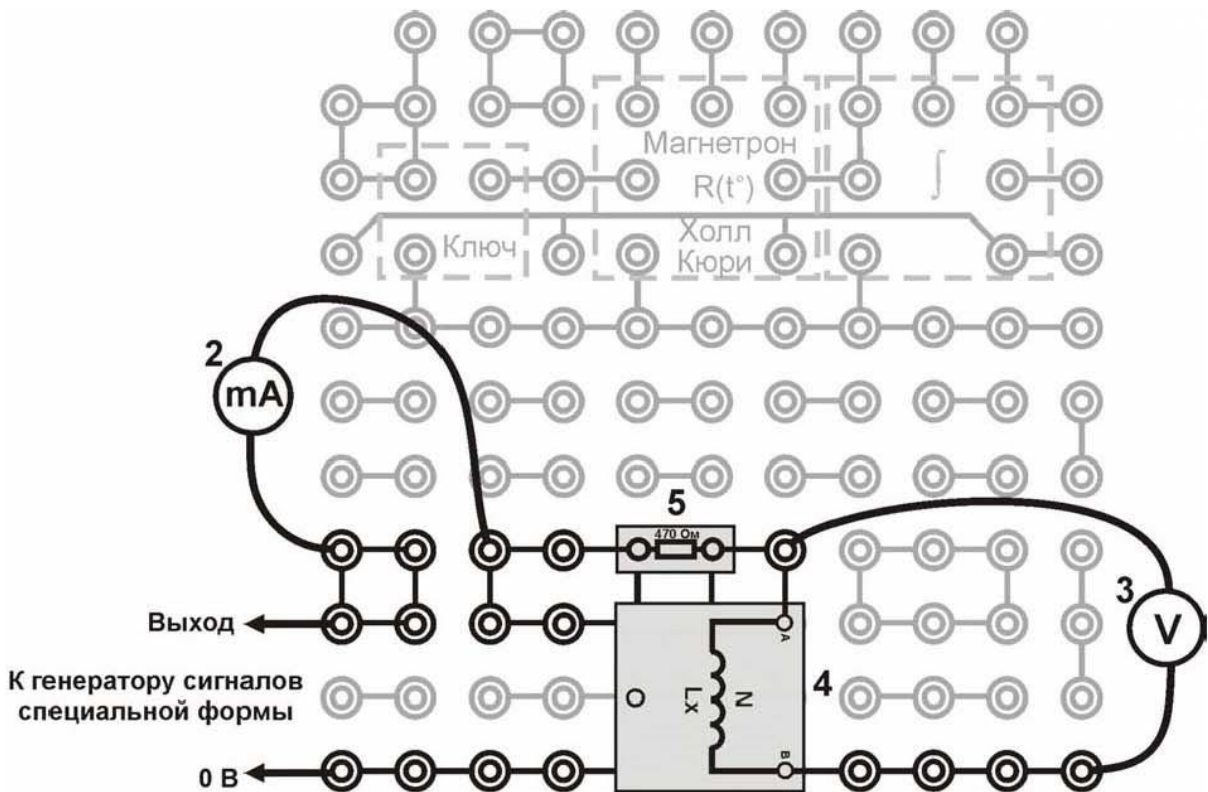 Магнетрон
R(t°)
∫
Ключ
Холл
Кюри
2
mA
5
470 Ом
3
V
Выход
A
4
N
Lx
К генератору сигналов
специальной формы
B
0 В